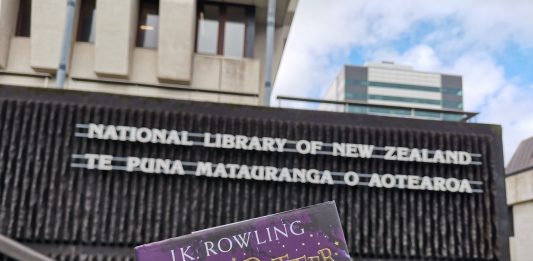 NATIONAL LIBRARY OF NEW ZEALAND
TE PUNA MATAURANGA O AOTEAROA
J.K. ROWLING